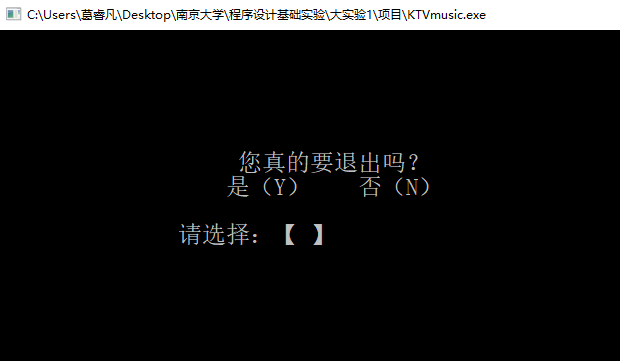 C:\Users\葛睿凡\Desktop\南京大学\程序设计基础实验\大实验1\项目\KTVmusic.exe
您真的要退出吗?
是（Y）	否（N）
请选择：【 】